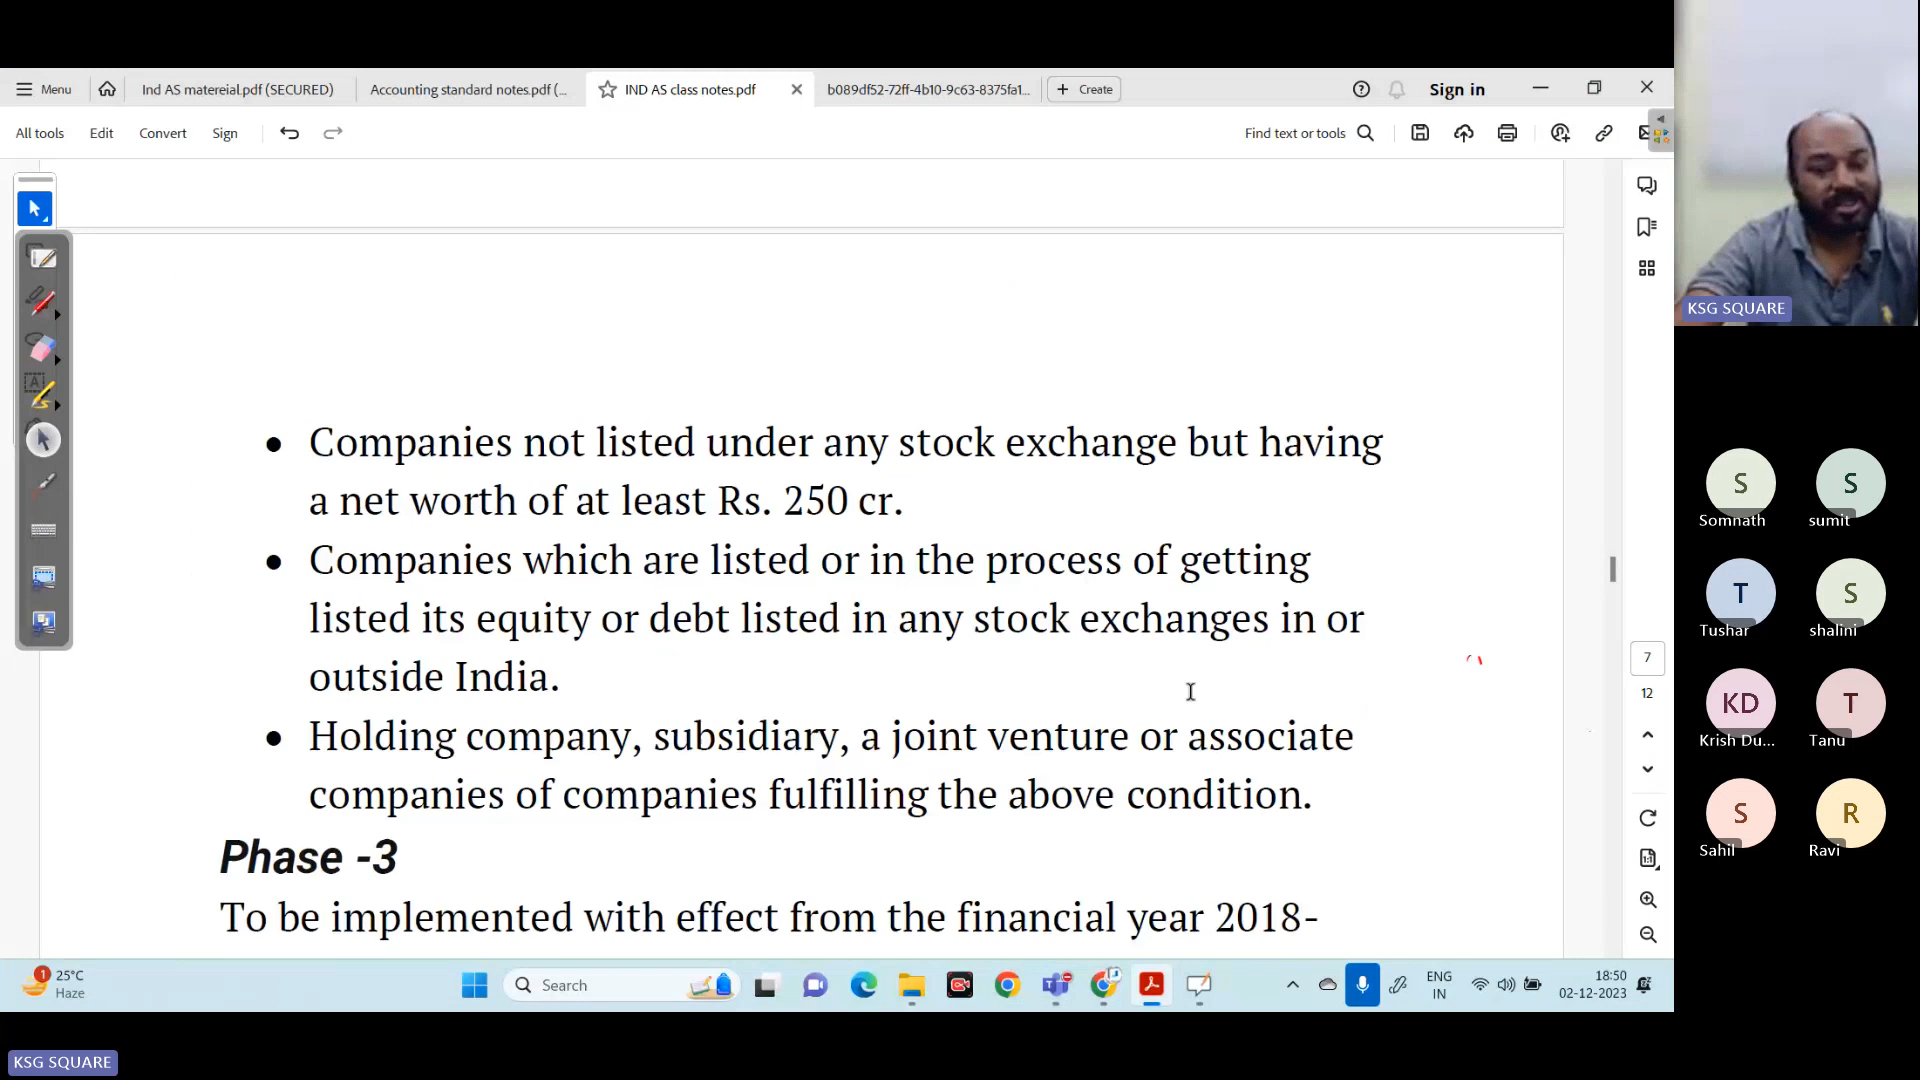 Menu
Ind AS matereial.pdf (SECURED)
Accounting standard notes.pdf (...
IND AS class notes.pdf
b089df52-72ff-4b10-9c63-8375fa1...
+ Create
Sign in
All tools
Edit
Convert
Sign
Find text or tools
• Companies not listed under any stock exchange but having
a net worth of at least Rs. 250 cr.
• Companies which are listed or in the process of getting
listed its equity or debt listed in any stock exchanges in or
outside India.
• Holding company, subsidiary, a joint venture or associate
companies of companies fulfilling the above condition.
Phase -3
To be implemented with effect from the financial year 2018-
7
12
KSG SQUARE
S
Somnath
S
sumit
T
Tushar
S
shalini
KD
Krish Du...
T
Tanu
S
Sahil
R
Ravi
1
25°C
Haze
Search
ENG
IN
18:50
02-12-2023
KSG SQUARE